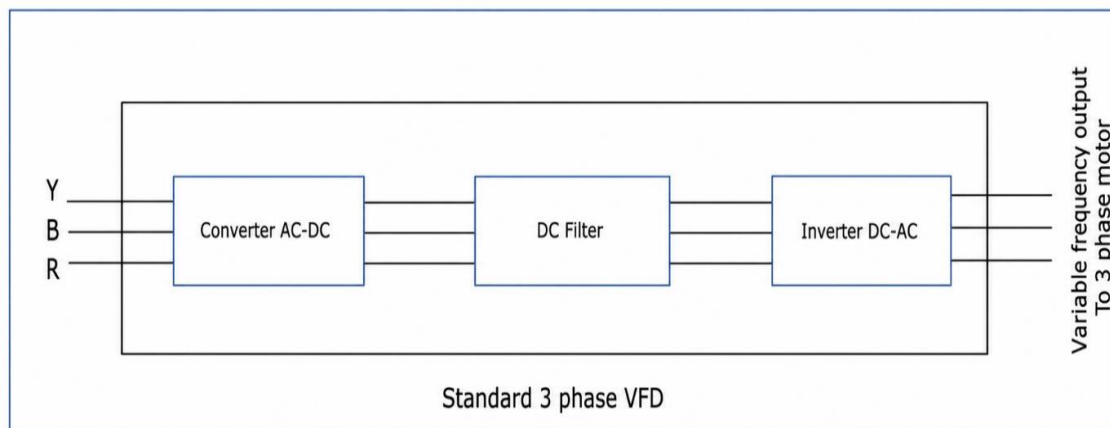 Y
B
R
Converter AC-DC
DC Filter
Inverter DC-AC
Variable frequency output
To 3 phase motor
Standard 3 phase VFD